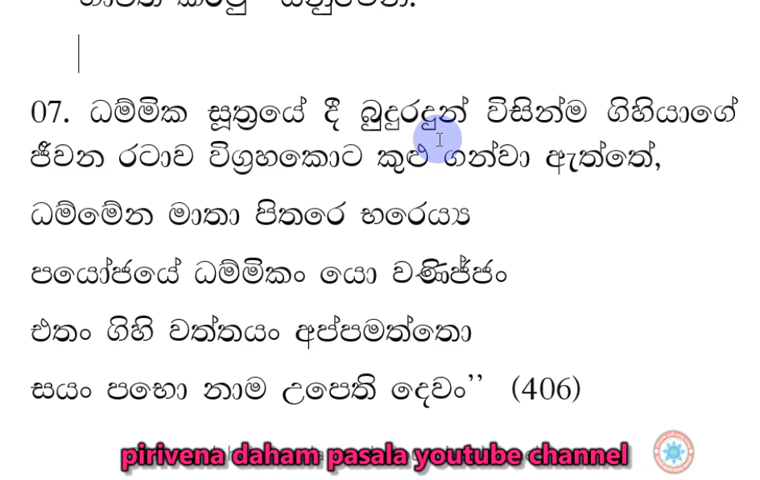 07. ධම්මික සූත්‍රයේ දී බුදුරදුන් විසින්ම ගිහියාගේ
ජීවන රටාව විග්‍රහකොට කුළු ගන්වා ඇත්තේ,
ධම්මේන මාතා පිතරෙ භරෙය්‍ය
පයෝජයේ ධම්මිකං යො වණිජ්ජං
එතං ගිහි වත්තයං අප්පමත්තො
සයං පභො නාම උපෙති දෙවං’’ (406)
pirivena daham pasala youtube channel